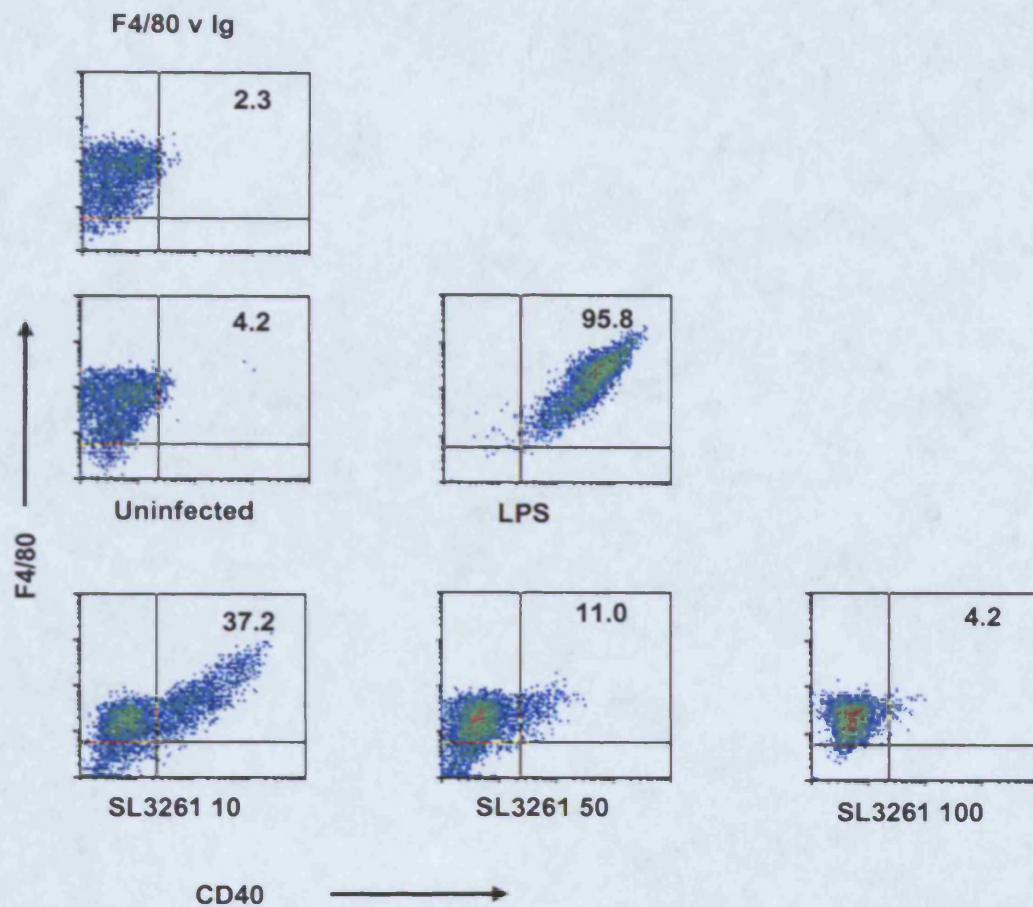 F4/80 v Ig
2.3
4.2
95.8
Uninfected
LPS
F4/80
37.2
11.0
4.2
SL3261 10
SL3261 50
SL3261 100
CD40